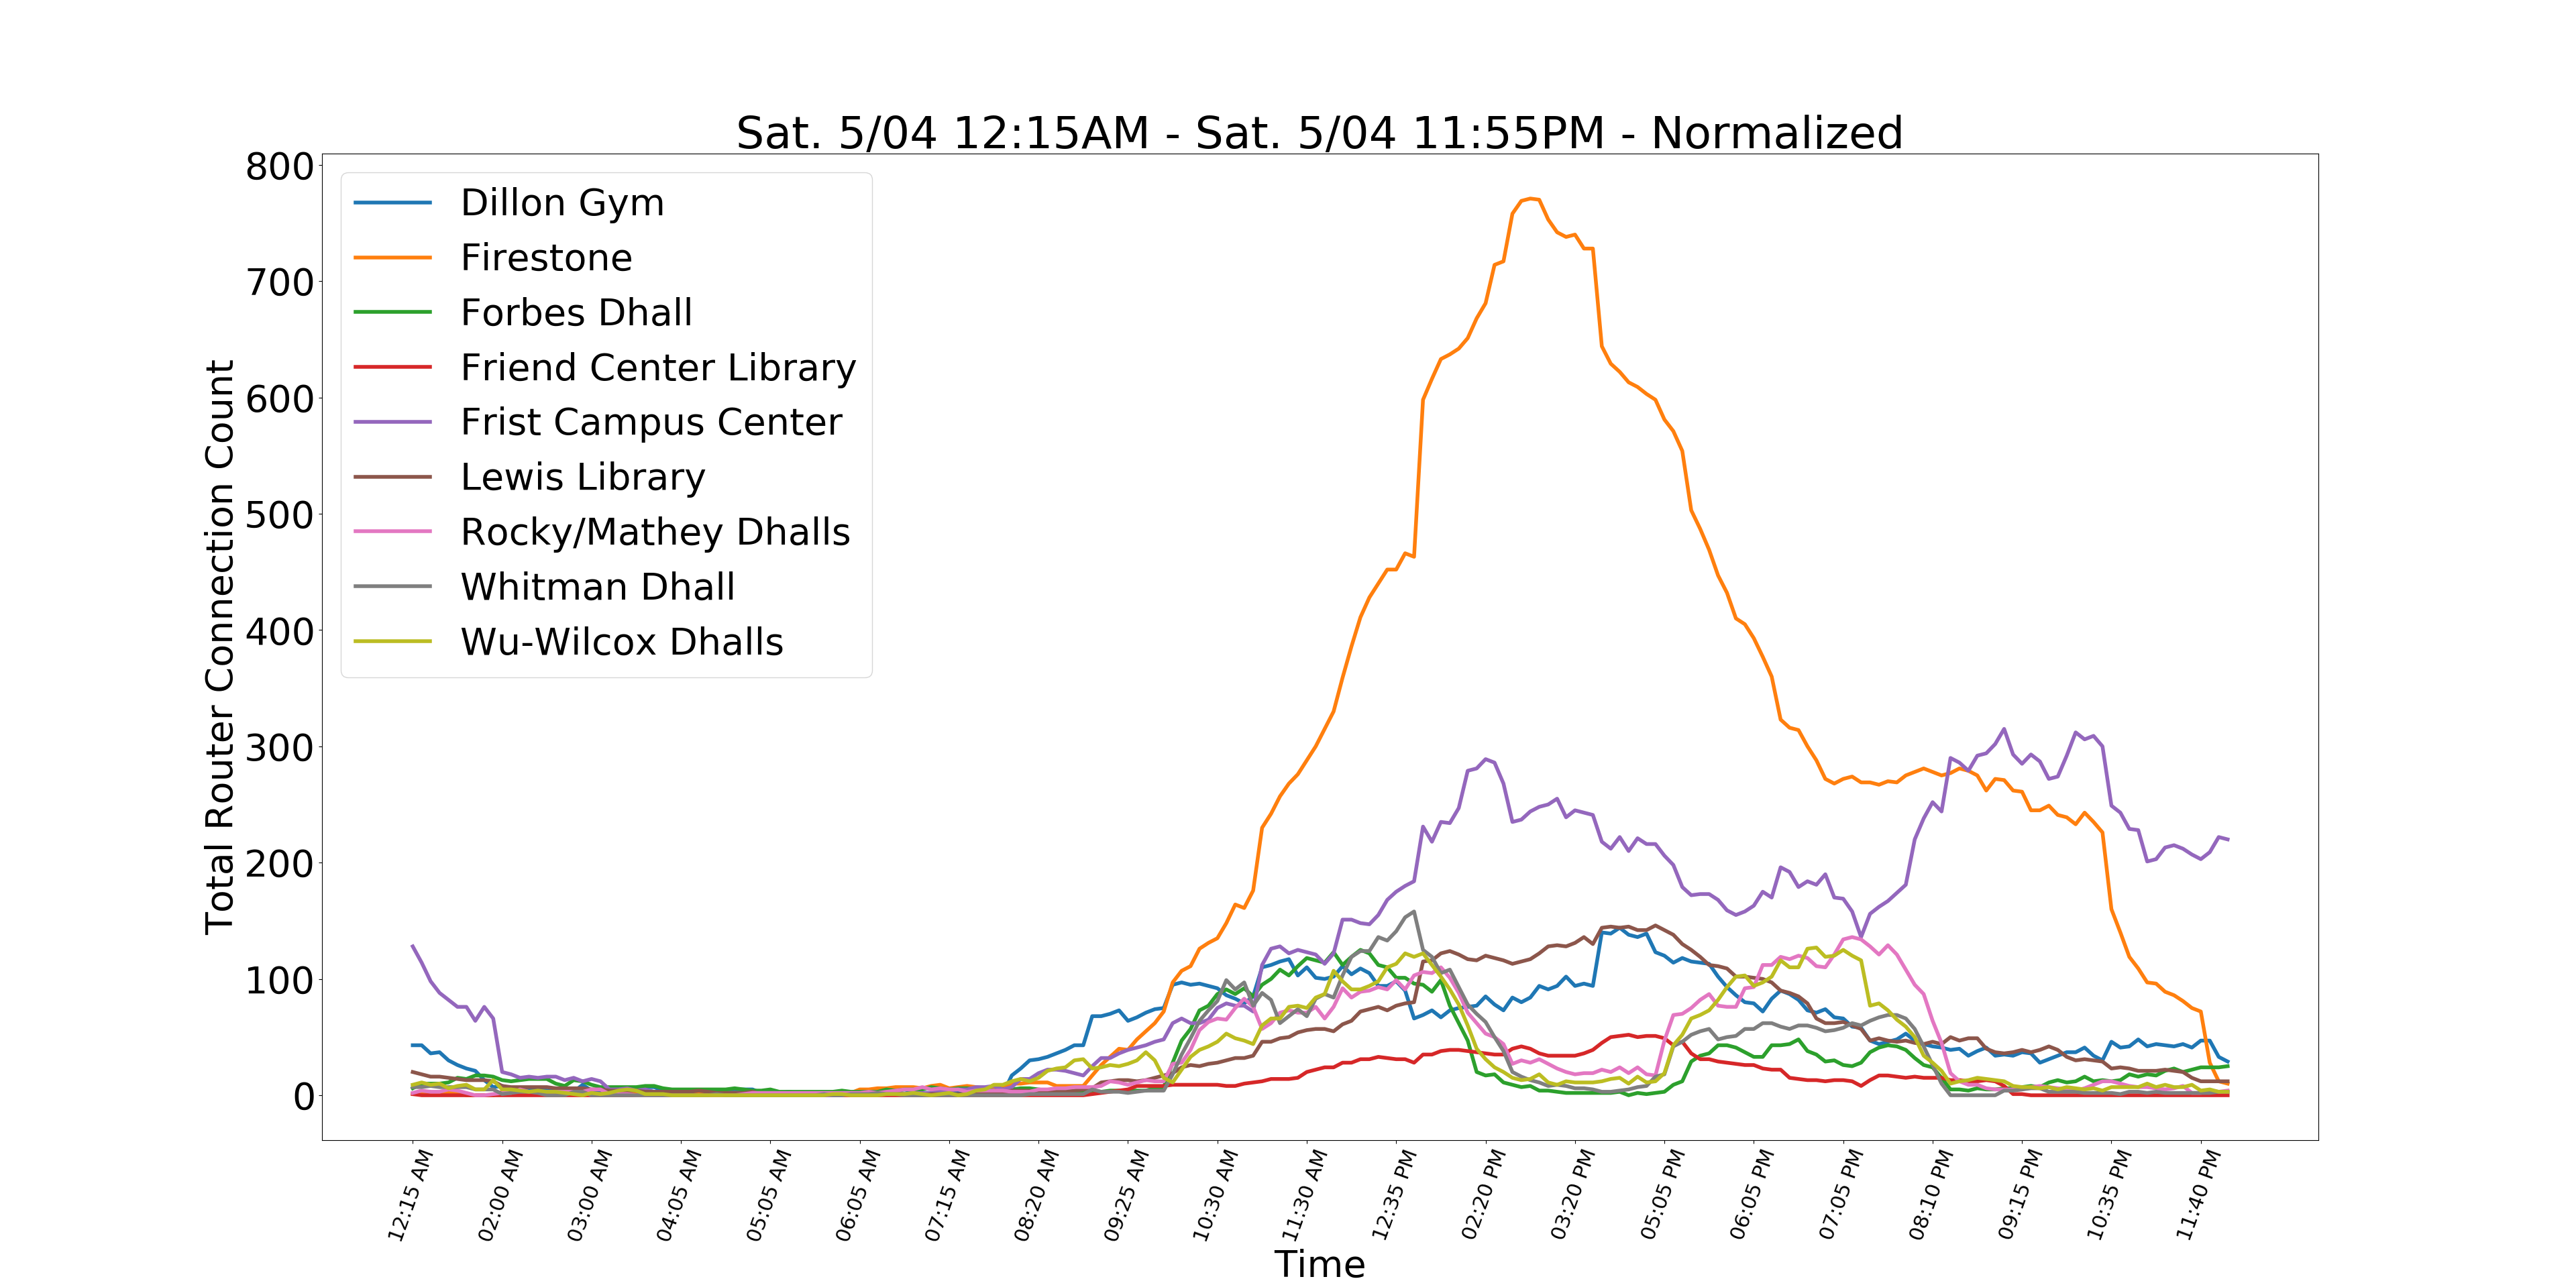 Sat. 5/04 12:15AM - Sat. 5/04 11:55PM - Normalized
Total Router Connection Count
800
700
600
500
400
300
200
100
0
Dillon Gym
Firestone
Forbes Dhall
Friend Center Library
Frist Campus Center
Lewis Library
Rocky/Mathey Dhalls
Whitman Dhall
Wu-Wilcox Dhalls
12:15 AM
02:00 AM
03:00 AM
04:05 AM
05:05 AM
06:05 AM
07:15 AM
08:20 AM
09:25 AM
10:30 AM
11:30 AM
12:35 PM
02:20 PM
03:20 PM
05:05 PM
06:05 PM
07:05 PM
08:10 PM
09:15 PM
10:35 PM
11:40 PM
Time